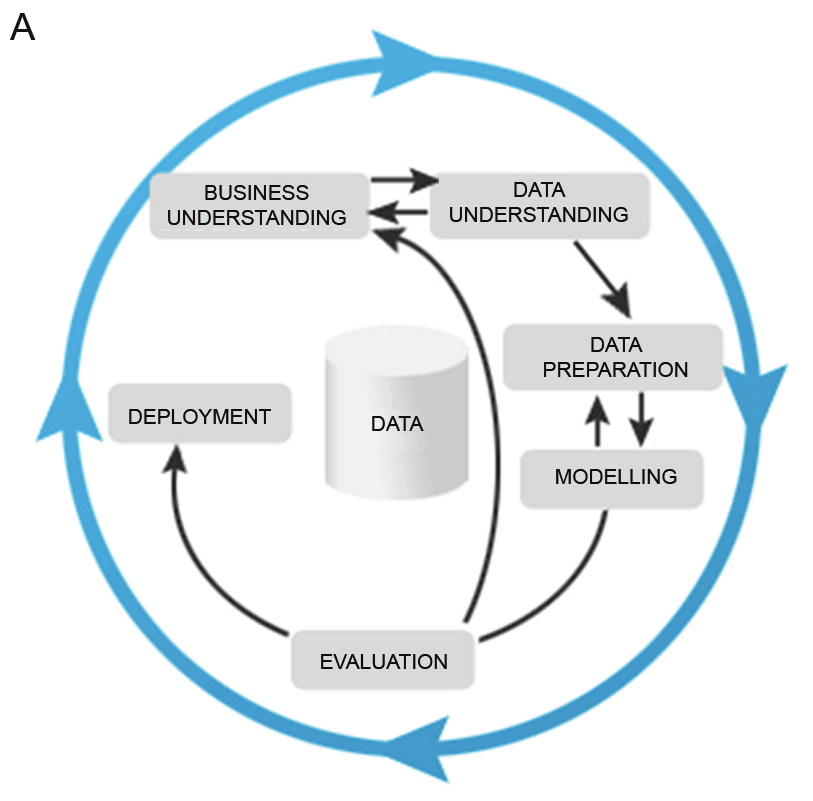 A
BUSINESS
UNDERSTANDING
DATA
UNDERSTANDING
DATA
PREPARATION
DEPLOYMENT
DATA
MODELLING
EVALUATION